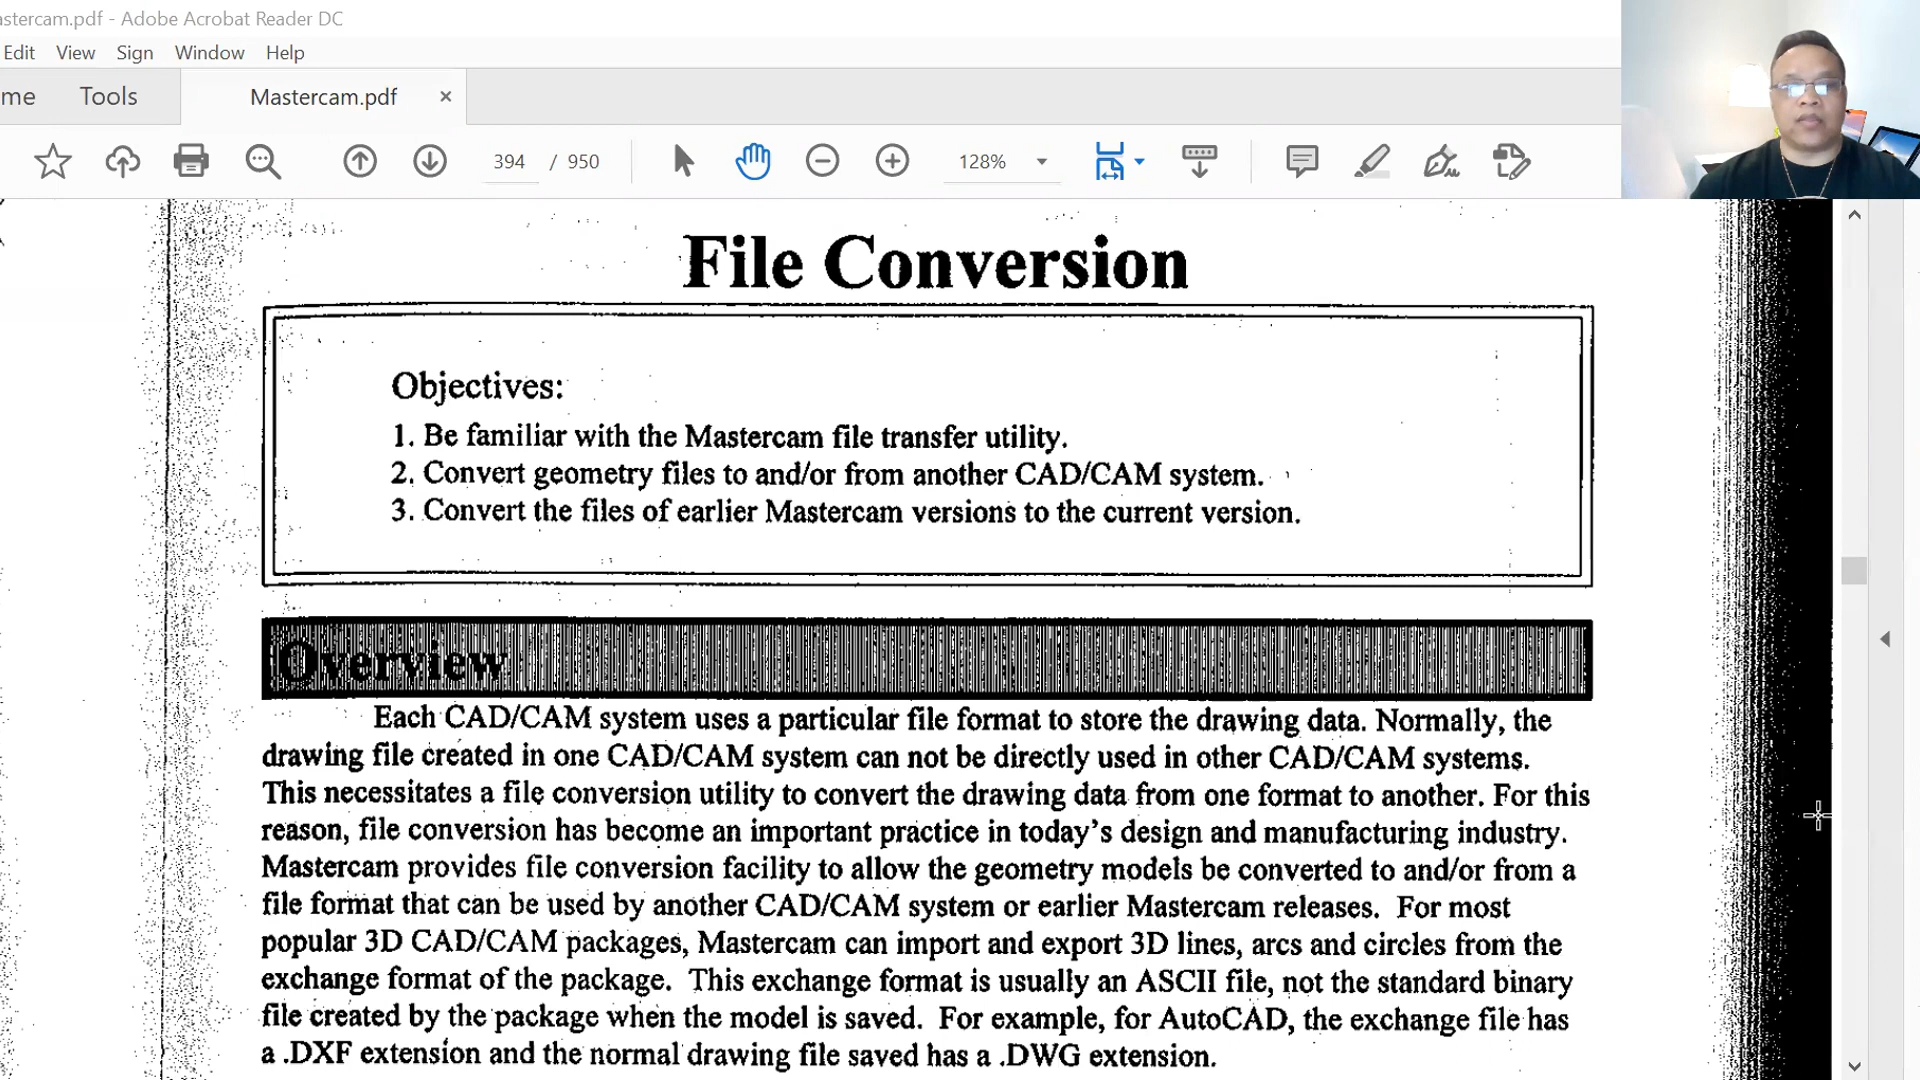 astercam.pdf - Adobe Acrobat Reader DC
Edit View Sign Window Help
me Tools Mastercam.pdf ×
394 / 950 128%
File Conversion
Objectives:
1. Be familiar with the Mastercam file transfer utility.
2. Convert geometry files to and/or from another CAD/CAM system.
3. Convert the files of earlier Mastercam versions to the current version.
Overview
Each CAD/CAM system uses a particular file format to store the drawing data. Normally, the
drawing file created in one CAD/CAM system can not be directly used in other CAD/CAM systems.
This necessitates a file conversion utility to convert the drawing data from one format to another. For this
reason, file conversion has become an important practice in today's design and manufacturing industry.
Mastercam provides file conversion facility to allow the geometry models be converted to and/or from a
file format that can be used by another CAD/CAM system or earlier Mastercam releases. For most
popular 3D CAD/CAM packages, Mastercam can import and export 3D lines, arcs and circles from the
exchange format of the package. This exchange format is usually an ASCII file, not the standard binary
file created by the package when the model is saved. For example, for AutoCAD, the exchange file has
a .DXF extension and the normal drawing file saved has a .DWG extension.